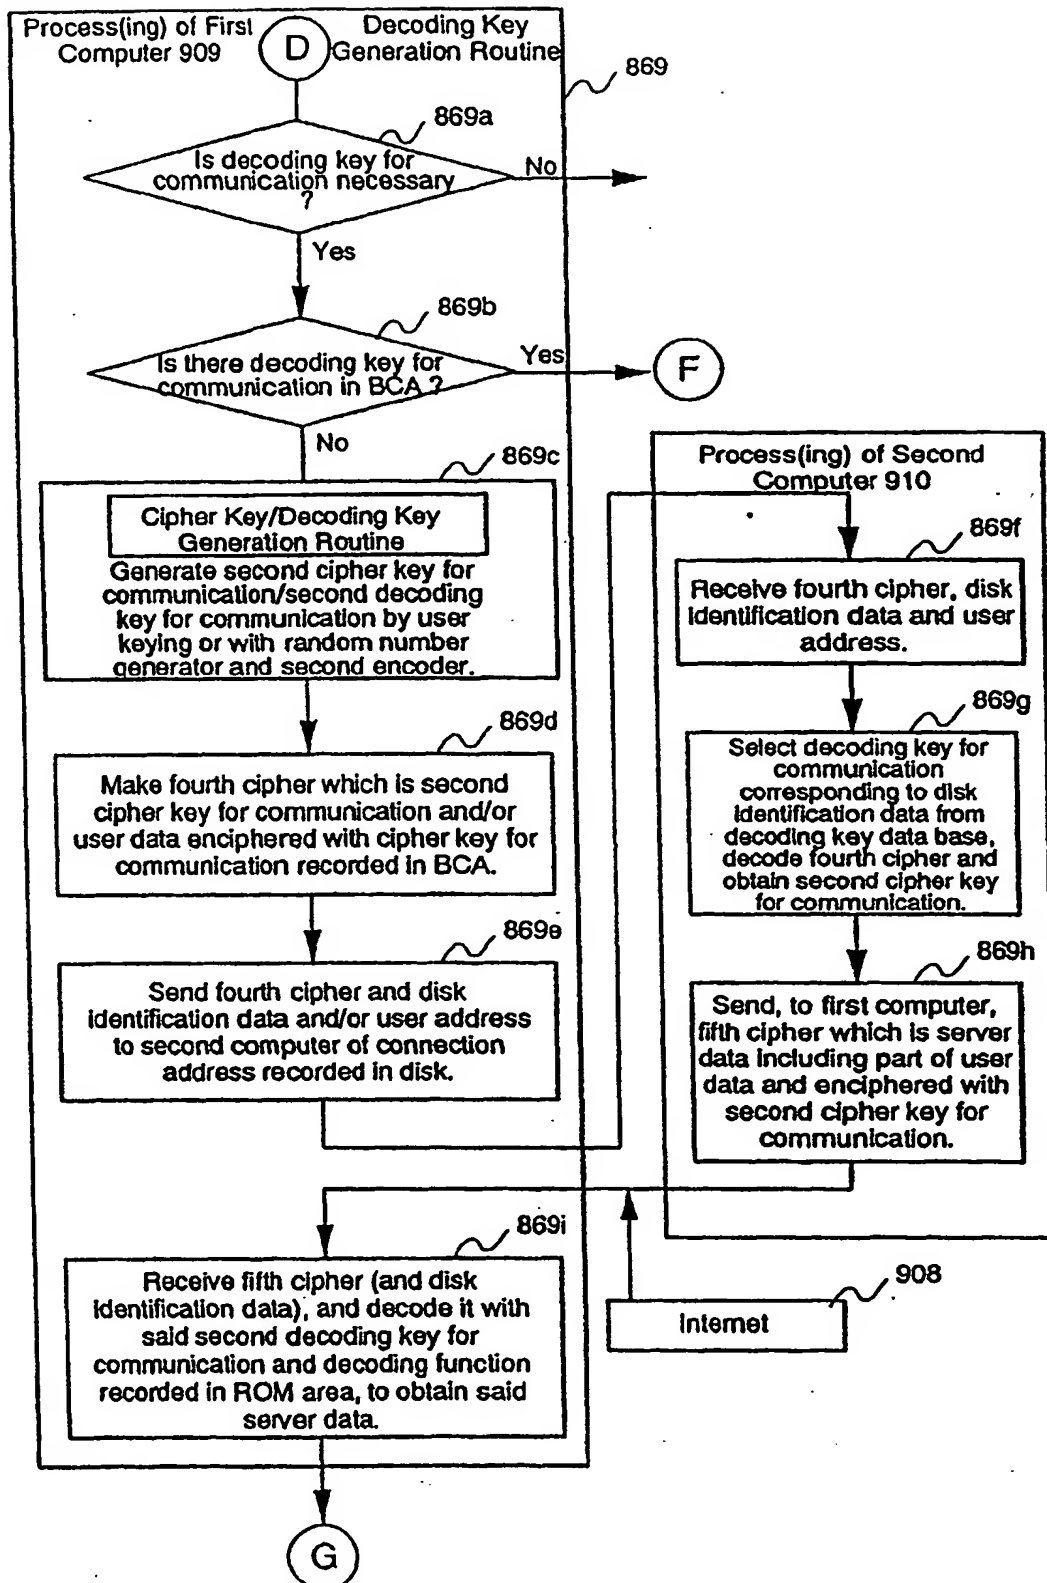 Process(ing) of First
Computer 909
D
Decoding Key
Generation Routine
869
869a
Is decoding key for
communication necessary
?
No
Yes
869b
Is there decoding key for
communication in BCA ?
Yes
F
No
869c
Cipher Key/Decoding Key
Generation Routine
Generate second cipher key for
communication/second decoding
key for communication by user
keying or with random number
generator and second encoder.
869d
Make fourth cipher which is second
cipher key for communication and/or
user data enciphered with cipher key for
communication recorded in BCA.
869e
Send fourth cipher and disk
identification data and/or user address
to second computer of connection
address recorded in disk.
Process(ing) of Second
Computer 910
869f
Receive fourth cipher, disk
identification data and user
address.
869g
Select decoding key for
communication
corresponding to disk
identification data from
decoding key data base,
decode fourth cipher and
obtain second cipher key
for communication.
869h
Send, to first computer,
fifth cipher which is server
data including part of user
data and enciphered with
second cipher key for
communication.
869i
Receive fifth cipher (and disk
identification data), and decode it with
said second decoding key for
communication and decoding function
recorded in ROM area, to obtain said
server data.
908
Internet
G